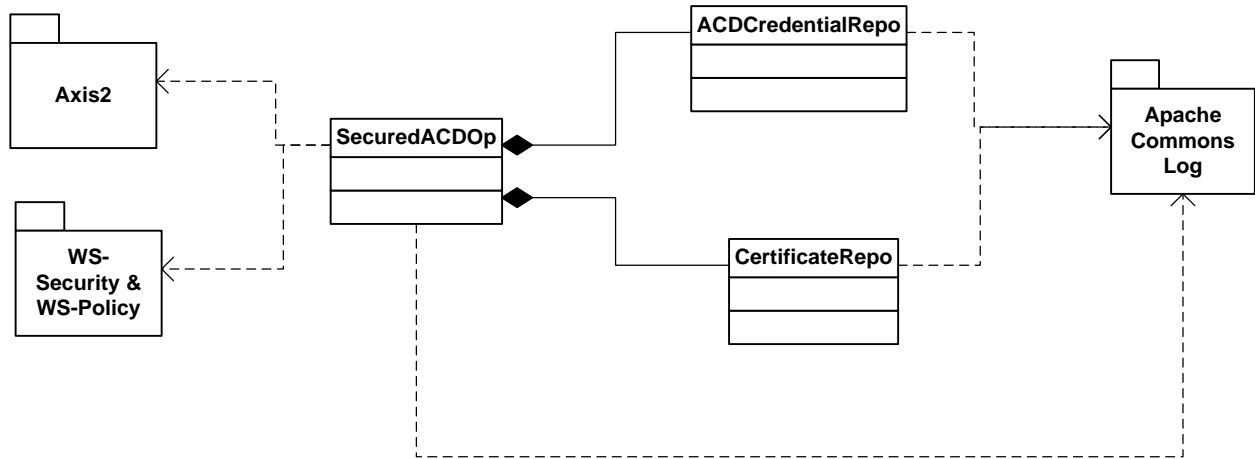 ACDCredentialRepo
Axis2
SecuredACDOp
Apache
Commons
Log
WS-
Security &
WS-Policy
CertificateRepo